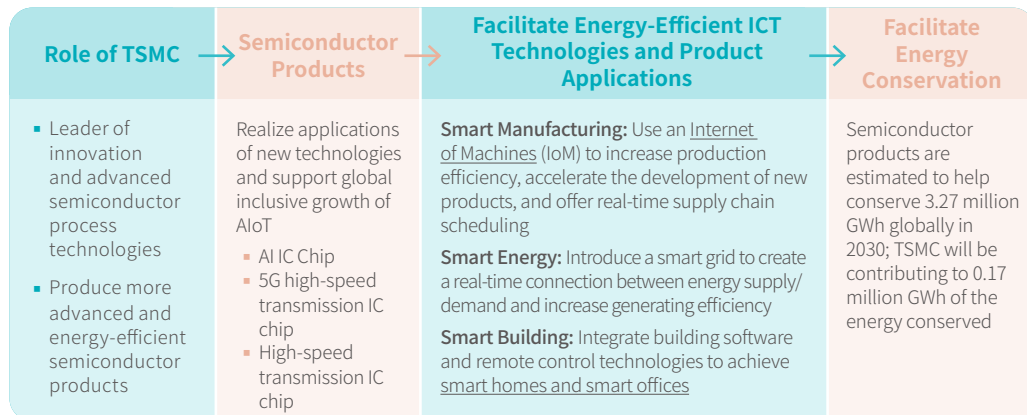 Role of TSMC
Semiconductor
Products
Facilitate Energy-Efficient ICT
Technologies and Product
Applications
Facilitate
Energy
Conservation
Leader of
innovation
and advanced
semiconductor
process
technologies
Produce more
advanced and
energy-efficient
semiconductor
products
Realize applications
of new technologies
and support global
inclusive growth of
AIoT
AI IC Chip
5G high-speed
transmission IC
chip
High-speed
transmission IC
chip
Smart Manufacturing: Use an Internet
of Machines (IoM) to increase production
efficiency, accelerate the development of new
products, and offer real-time supply chain
scheduling
Smart Energy: Introduce a smart grid to create
a real-time connection between energy supply/
demand and increase generating efficiency
Smart Building: Integrate building software
and remote control technologies to achieve
smart homes and smart offices
Semiconductor
products are
estimated to help
conserve 3.27 million
GWh globally in
2030; TSMC will be
contributing to 0.17
million GWh of the
energy conserved